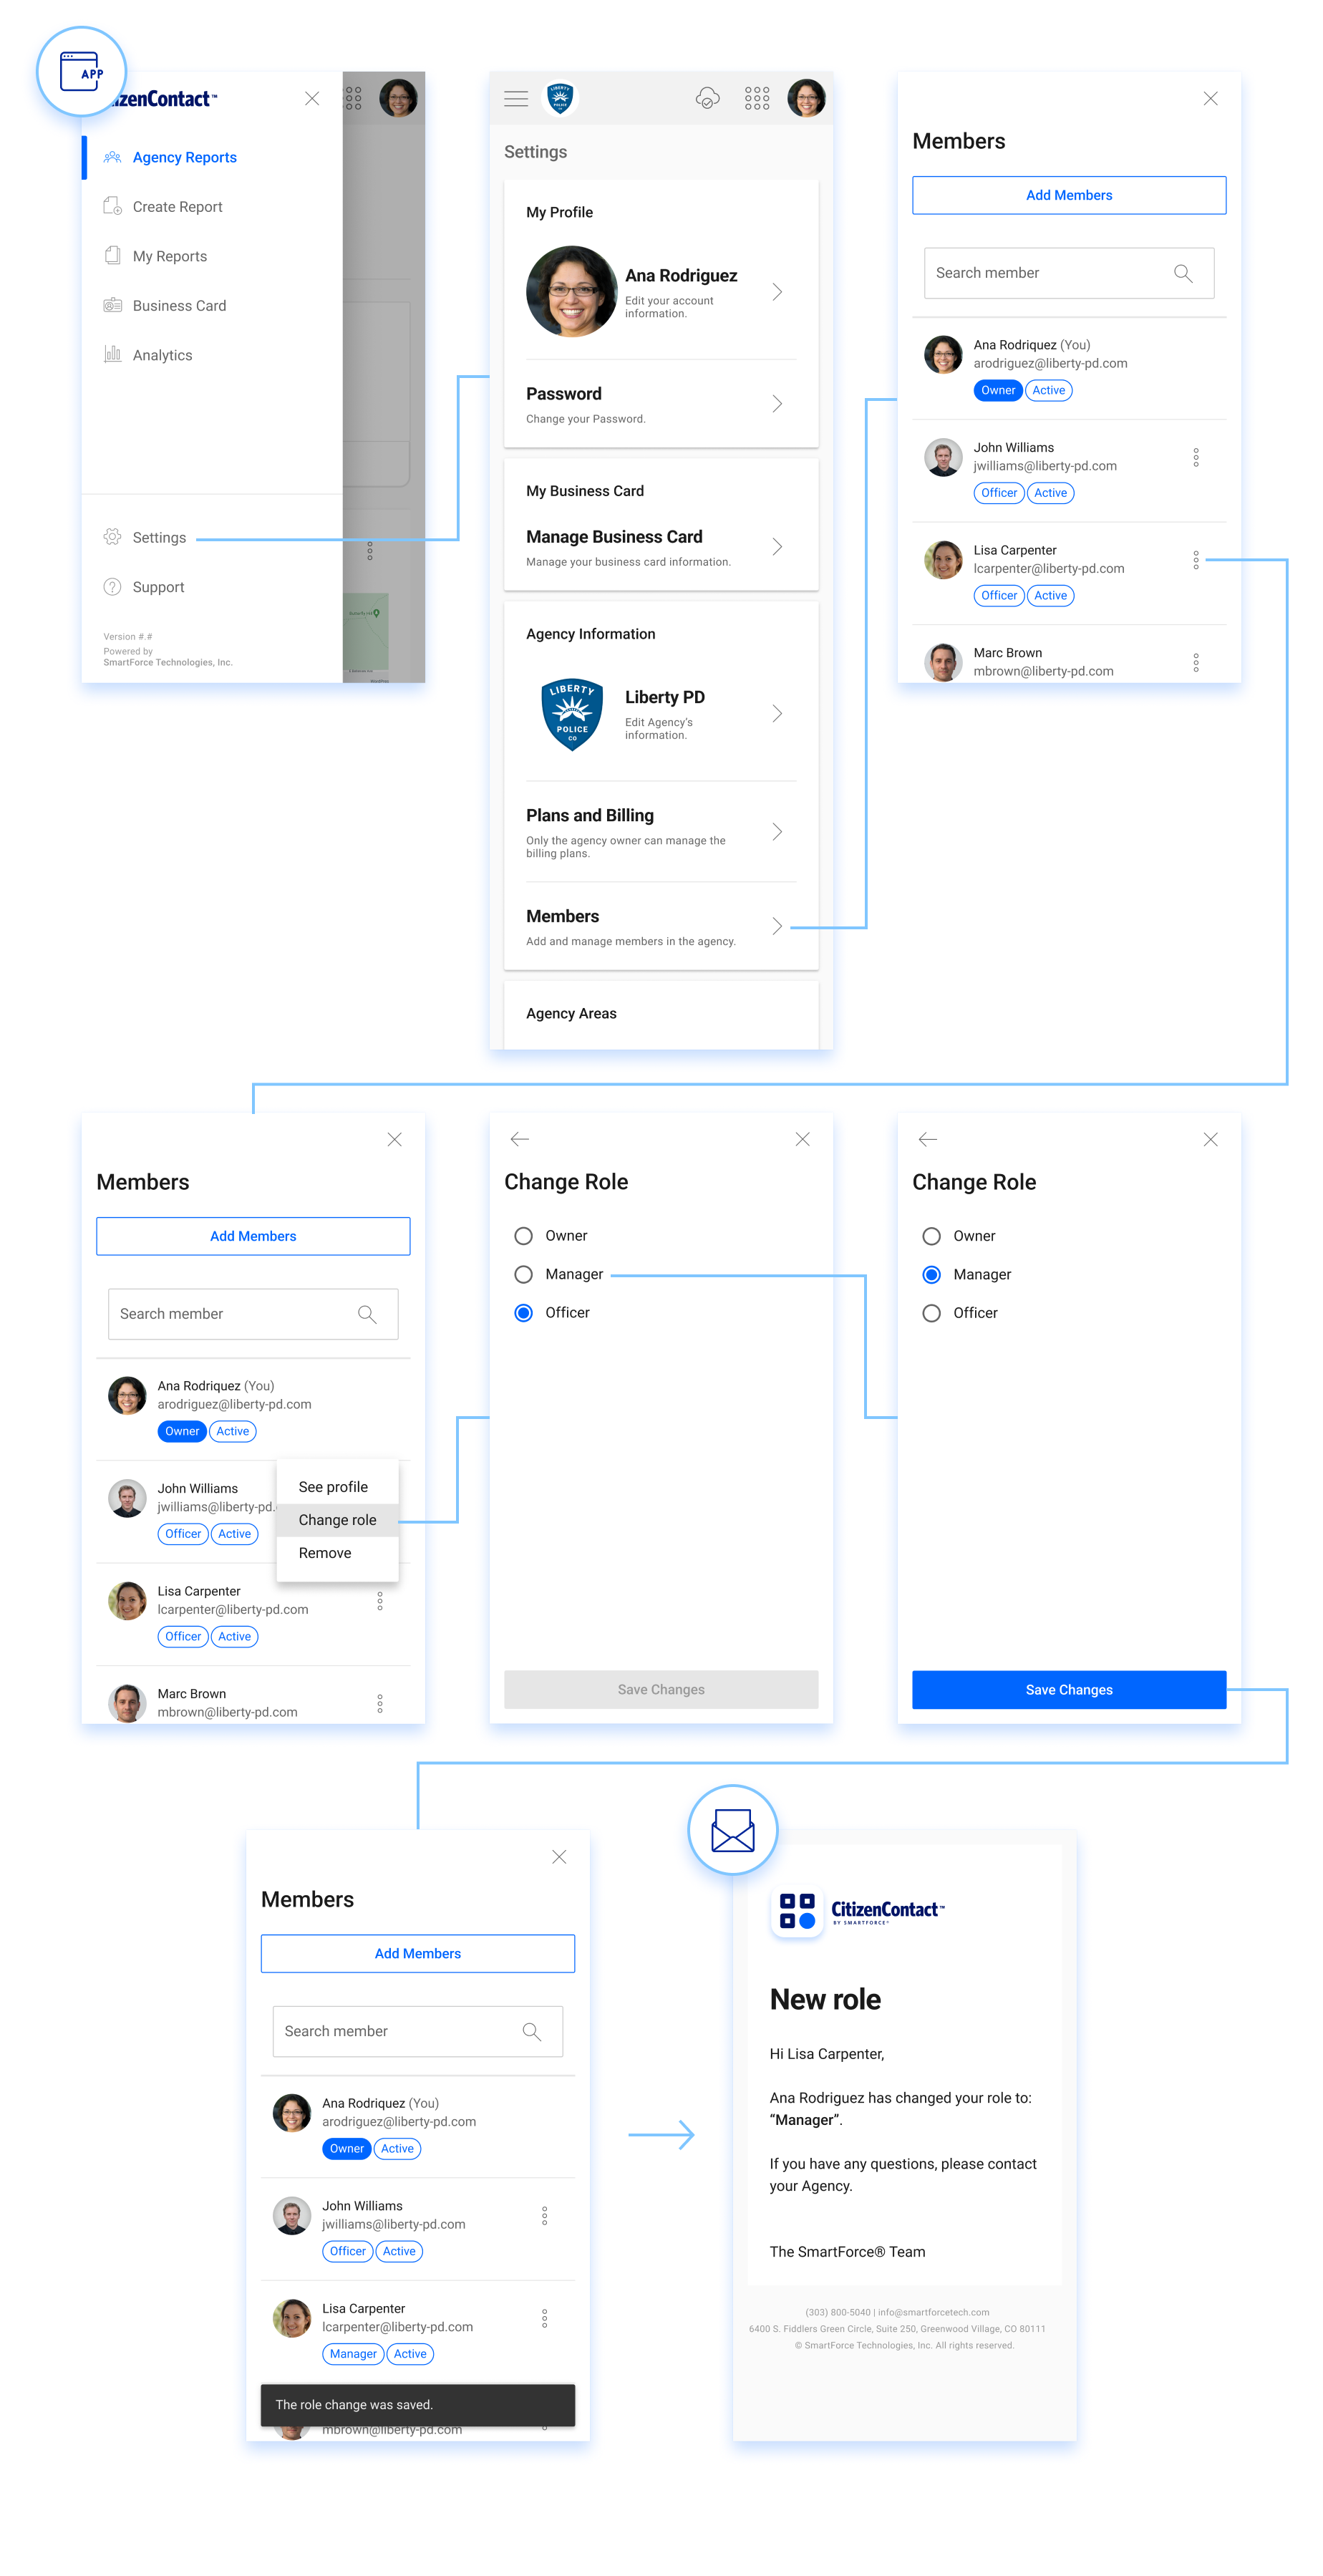 APP
izenContact™
Agency Reports
Create Report
My Reports
Business Card
Analytics
Settings
Support
Version #.#
Powered by
SmartForce Technologies, Inc.
LIBERTY
POLICE
Settings
My Profile
Ana Rodriguez
Edit your account
information.
Password
Change your Password.
My Business Card
Manage Business Card
Manage your business card information.
Agency Information
LIBERTY
POLICE
CO
Liberty PD
Edit Agency's
information.
Plans and Billing
Only the agency owner can manage the
billing plans.
Members
Add and manage members in the agency.
Agency Areas
Members
Add Members
Search member
Ana Rodriquez (You)
arodriguez@liberty-pd.com
Owner Active
John Williams
jwilliams@liberty-pd.com
Officer Active
Lisa Carpenter
lcarpenter@liberty-pd.com
Officer Active
Marc Brown
mbrown@liberty-pd.com
Members
Add Members
Search member
Ana Rodriquez (You)
arodriguez@liberty-pd.com
Owner Active
John Williams
jwilliams@liberty-pd.
Officer Active
See profile
Change role
Remove
Lisa Carpenter
lcarpenter@liberty-pd.com
Officer Active
Marc Brown
mbrown@liberty-pd.com
Change Role
Owner
Manager
Officer
Save Changes
Change Role
Owner
Manager
Officer
Save Changes
Members
Add Members
Search member
Ana Rodriquez (You)
arodriguez@liberty-pd.com
Owner Active
John Williams
jwilliams@liberty-pd.com
Officer Active
Lisa Carpenter
lcarpenter@liberty-pd.com
Manager Active
The role change was saved.
mbrown@liberty-pd.com
CitizenContact™
BY SMARTFORCE®
New role
Hi Lisa Carpenter,
Ana Rodriguez has changed your role to:
“Manager”.
If you have any questions, please contact
your Agency.
The SmartForce® Team
(303) 800-5040 | info@smartforcetech.com
6400 S. Fiddlers Green Circle, Suite 250, Greenwood Village, CO 80111
© SmartForce Technologies, Inc. All rights reserved.